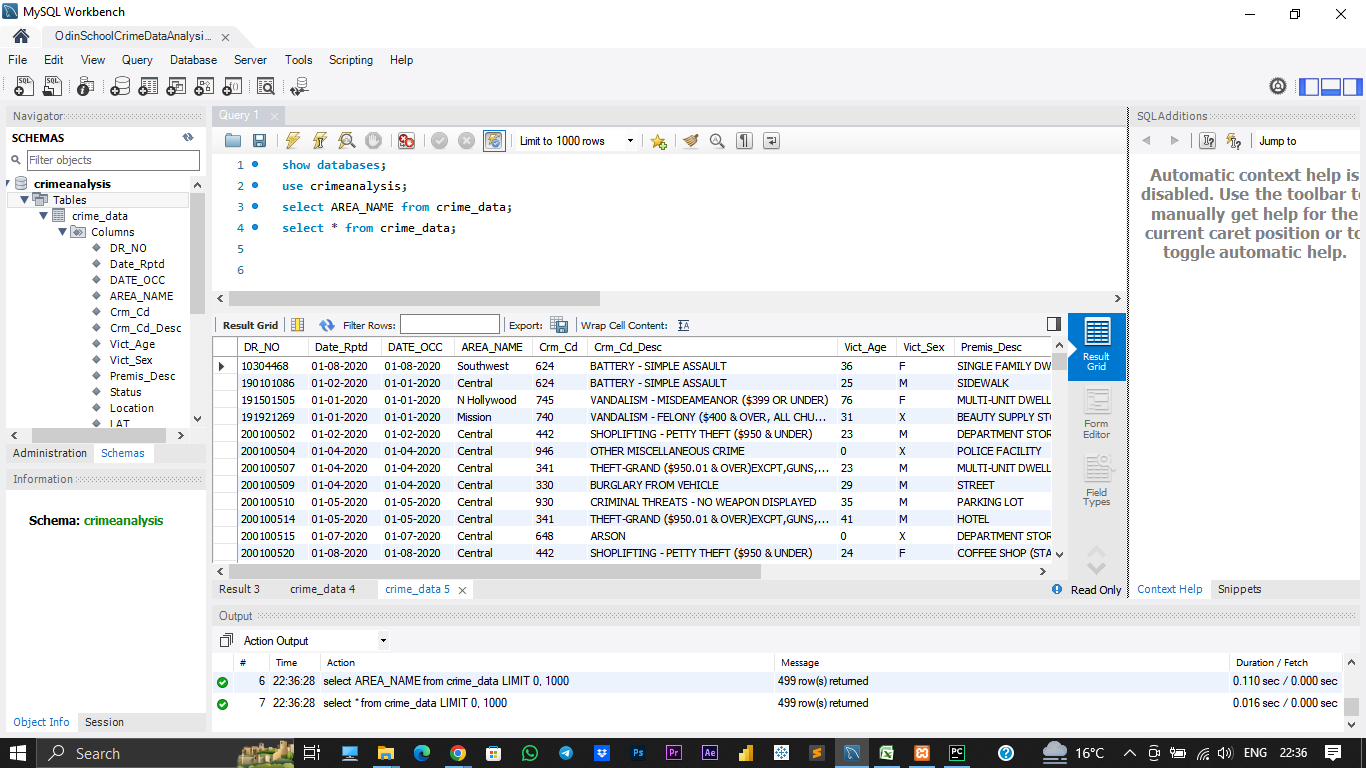 MySQL Workbench
OdinSchoolCrimeDataAnalysi...
File Edit View Query Database Server Tools Scripting Help
Navigator
SCHEMAS
Filter objects
crimeanalysis
Tables
crime_data
Columns
DR_NO
Date_Rptd
DATE_OCC
AREA_NAME
Crm_Cd
Crm_Cd_Desc
Vict_Age
Vict_Sex
Premis_Desc
Status
Location
LAT
Administration Schemas
Information
Schema: crimeanalysis
Object Info Session
Query 1
Limit to 1000 rows
1 show databases;
2 use crimeanalysis;
3 select AREA_NAME from crime_data;
4 select * from crime_data;
5
6
Result Grid Filter Rows: Export: Wrap Cell Content:
DR_NO Date_Rptd DATE_OCC AREA_NAME Crm_Cd Crm_Cd_Desc Vict_Age Vict_Sex Premis_Desc
10304468 01-08-2020 01-08-2020 Southwest 624 BATTERY - SIMPLE ASSAULT 36 F SINGLE FAMILY DW
190101086 01-02-2020 01-01-2020 Central 624 BATTERY - SIMPLE ASSAULT 25 M SIDEWALK
191501505 01-01-2020 01-01-2020 N Hollywood 745 VANDALISM - MISDEAMEANOR ($399 OR UNDER) 76 F MULTI-UNIT DWELL
191921269 01-01-2020 01-01-2020 Mission 740 VANDALISM - FELONY ($400 & OVER, ALL CHU... 31 X BEAUTY SUPPLY STO
200100502 01-02-2020 01-02-2020 Central 442 SHOPLIFTING - PETTY THEFT ($950 & UNDER) 23 M DEPARTMENT STOR
200100504 01-04-2020 01-04-2020 Central 946 OTHER MISCELLANEOUS CRIME 0 X POLICE FACILITY
200100507 01-04-2020 01-04-2020 Central 341 THEFT-GRAND ($950.01 & OVER)EXCPT,GUNS,... 23 M MULTI-UNIT DWELL
200100509 01-04-2020 01-04-2020 Central 330 BURGLARY FROM VEHICLE 29 M STREET
200100510 01-05-2020 01-05-2020 Central 930 CRIMINAL THREATS - NO WEAPON DISPLAYED 35 M PARKING LOT
200100514 01-07-2020 01-07-2020 Central 341 THEFT-GRAND ($950.01 & OVER)EXCPT,GUNS,... 41 M HOTEL
200100515 01-07-2020 01-07-2020 Central 648 ARSON 0 X DEPARTMENT STOR
200100520 01-08-2020 01-08-2020 Central 442 SHOPLIFTING - PETTY THEFT ($950 & UNDER) 24 F COFFEE SHOP (STA
Result Grid
Form Editor
Field Types
Result 3 crime_data 4 crime_data 5
Read Only
SQLAdditions
Jump to
Automatic context help is
disabled. Use the toolbar to
manually get help for the
current caret position or to
toggle automatic help.
Context Help Snippets
Output
Action Output
# Time Action Message Duration / Fetch
6 22:36:28 select AREA_NAME from crime_data LIMIT 0, 1000 499 row(s) returned 0.110 sec / 0.000 sec
7 22:36:28 select * from crime_data LIMIT 0, 1000 499 row(s) returned 0.016 sec / 0.000 sec
Search
Ps Pr Ae PC
16°C ENG 22:36